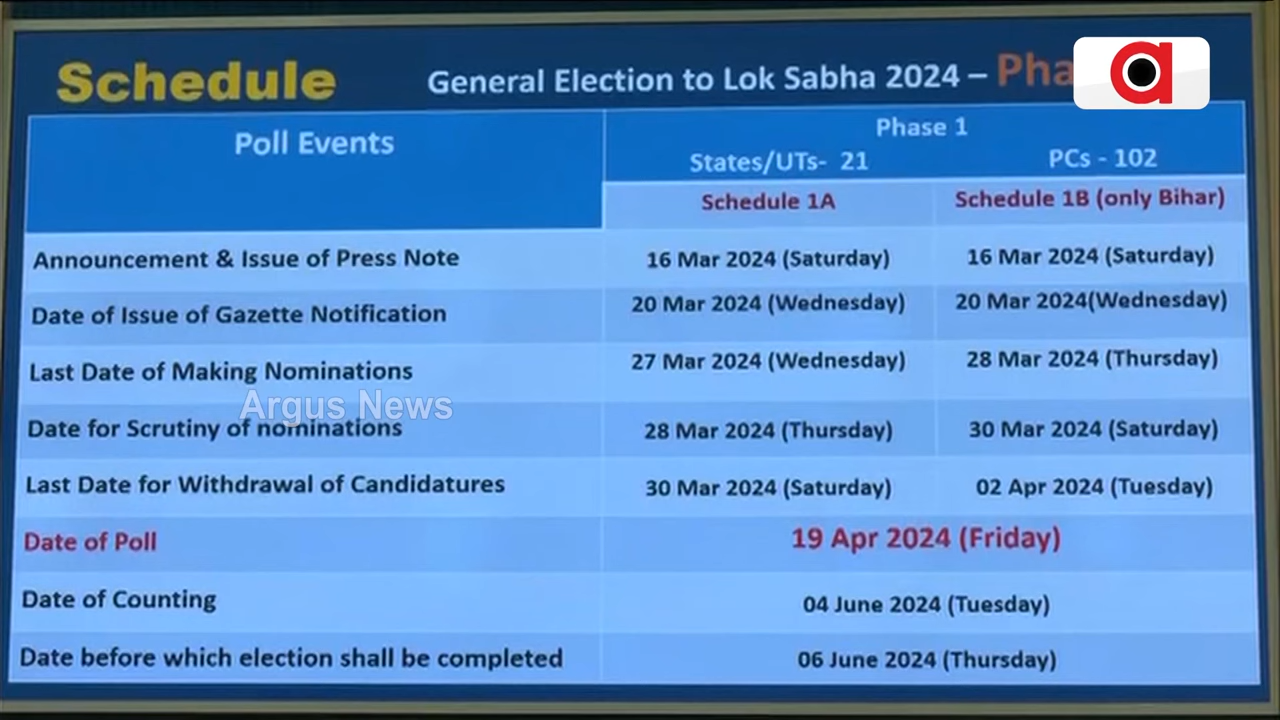 Schedule
General Election to Lok Sabha 2024 –
Poll Events
Phase 1
States/UTs- 21 PCs - 102
Schedule 1A Schedule 1B (only Bihar)
Announcement & Issue of Press Note 16 Mar 2024 (Saturday) 16 Mar 2024 (Saturday)
Date of Issue of Gazette Notification 20 Mar 2024 (Wednesday) 20 Mar 2024(Wednesday)
Last Date of Making Nominations 27 Mar 2024 (Wednesday) 28 Mar 2024 (Thursday)
Argus News
Date for Scrutiny of nominations 28 Mar 2024 (Thursday) 30 Mar 2024 (Saturday)
Last Date for Withdrawal of Candidatures 30 Mar 2024 (Saturday) 02 Apr 2024 (Tuesday)
Date of Poll 19 Apr 2024 (Friday)
Date of Counting 04 June 2024 (Tuesday)
Date before which election shall be completed 06 June 2024 (Thursday)